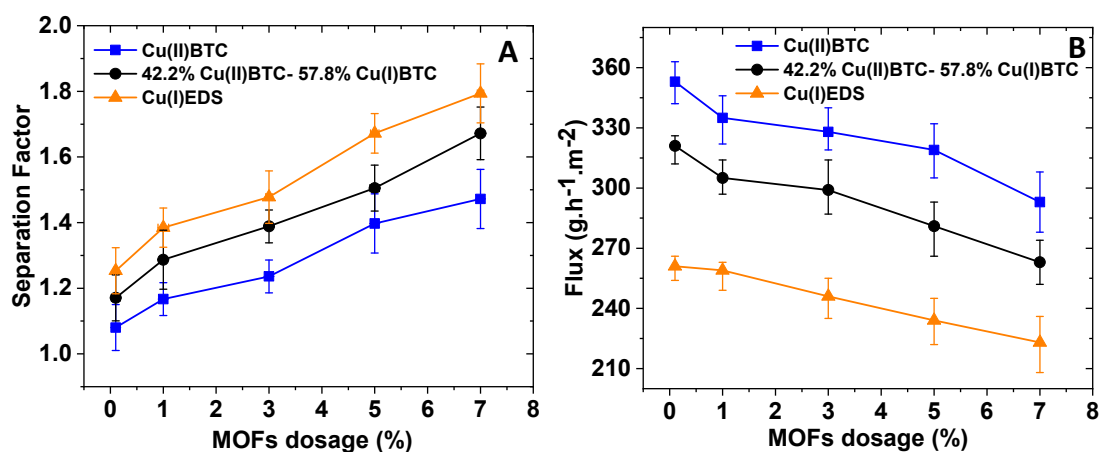 A
Cu(II)BTC
42.2% Cu(II)BTC- 57.8% Cu(I)BTC
Cu(I)EDS
Separation Factor
2.0
1.8
1.6
1.4
1.2
1.0
0 1 2 3 4 5 6 7 8
MOFs dosage (%)
B
Cu(II)BTC
42.2% Cu(II)BTC- 57.8% Cu(I)BTC
Cu(I)EDS
Flux (g.h-1.m-2)
360
330
300
270
240
210
0 1 2 3 4 5 6 7 8
MOFs dosage (%)